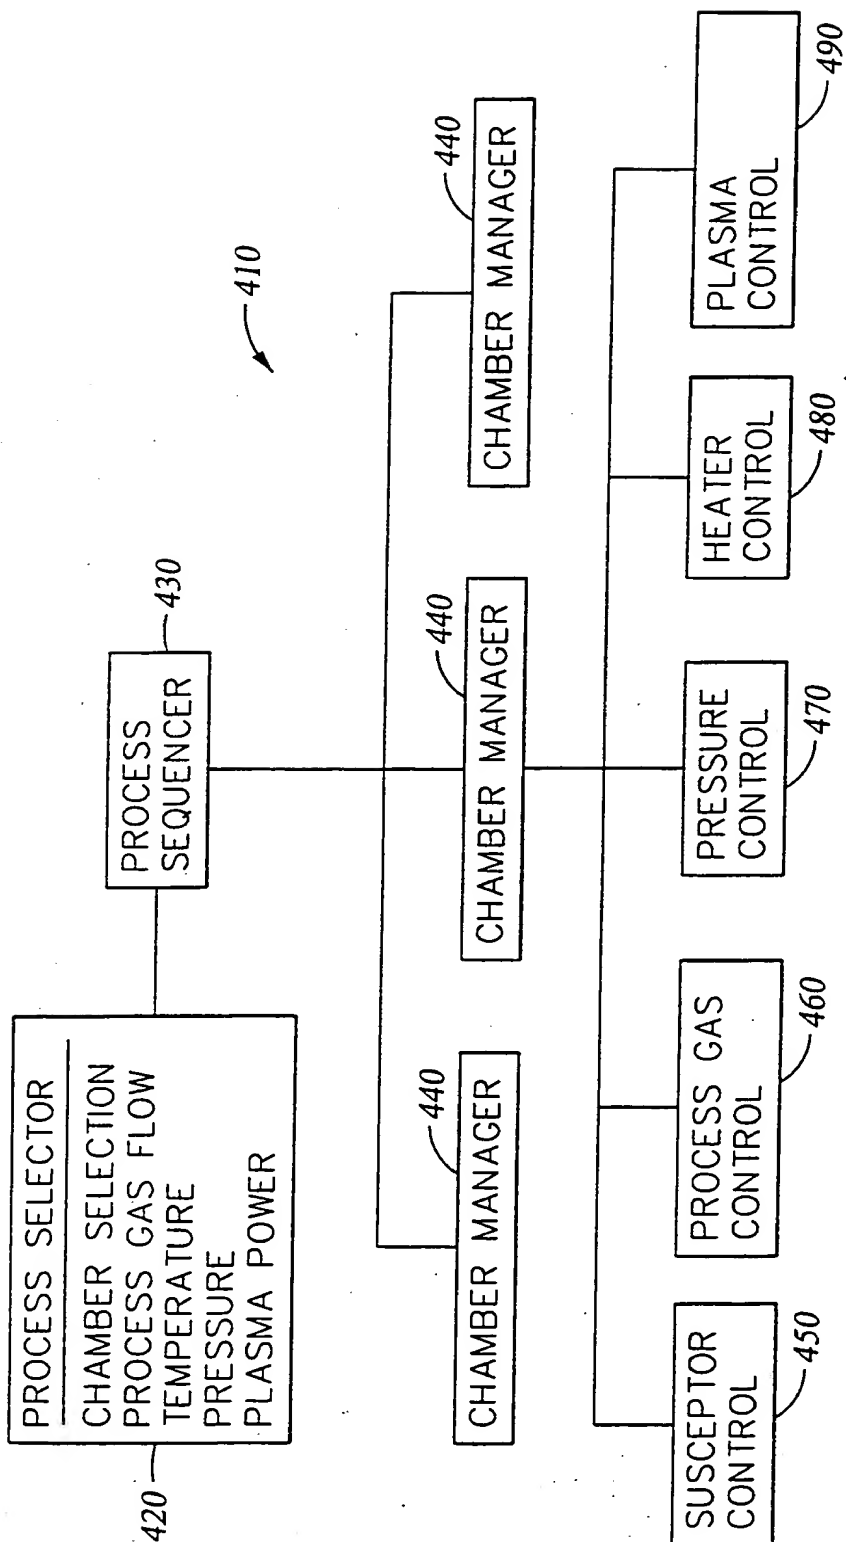 PROCESS SELECTOR
CHAMBER SELECTION
PROCESS GAS FLOW
TEMPERATURE
PRESSURE
PLASMA POWER
420
PROCESS
SEQUENCER
430
410
CHAMBER MANAGER
440
CHAMBER MANAGER
440
CHAMBER MANAGER
440
SUSCEPTOR
CONTROL
450
PROCESS GAS
CONTROL
460
PRESSURE
CONTROL
470
HEATER
CONTROL
480
PLASMA
CONTROL
490